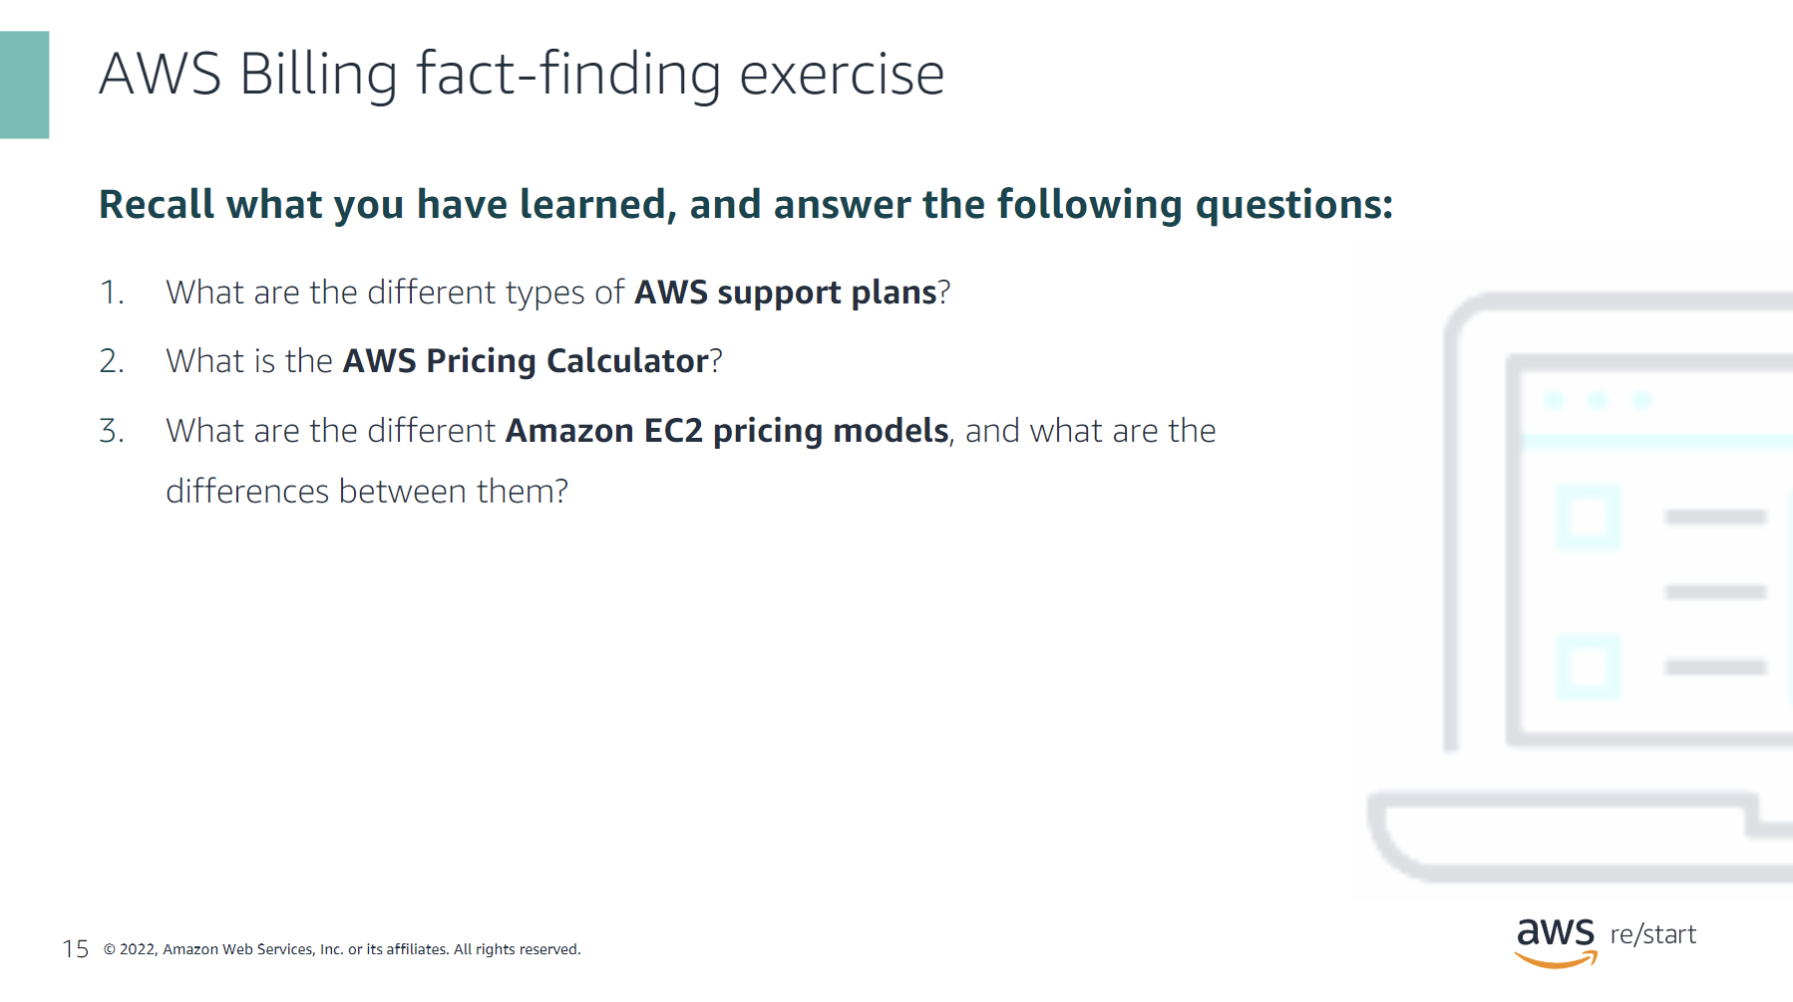 AWS Billing fact-finding exercise
Recall what you have learned, and answer the following questions:
1. What are the different types of AWS support plans?
2. What is the AWS Pricing Calculator?
3. What are the different Amazon EC2 pricing models, and what are the
differences between them?
15 © 2022, Amazon Web Services, Inc. or its affiliates. All rights reserved.
aws re/start